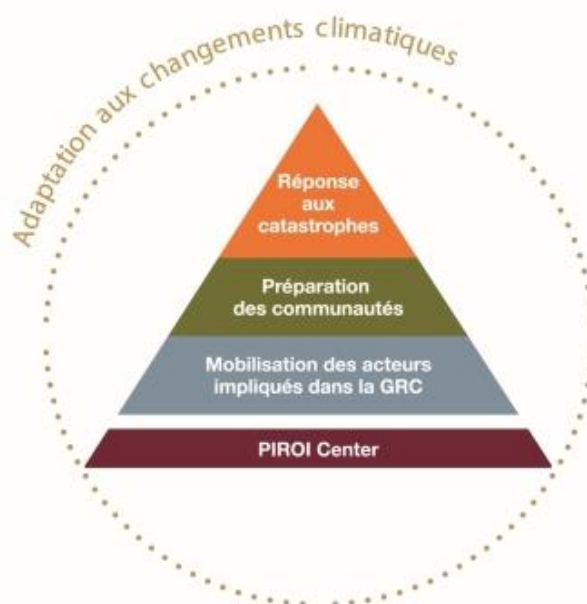 Adaptation aux changements climatiques
Réponse
aux
catastrophes
Préparation
des communautés
Mobilisation des acteurs
impliqués dans la GRC
PIROI Center